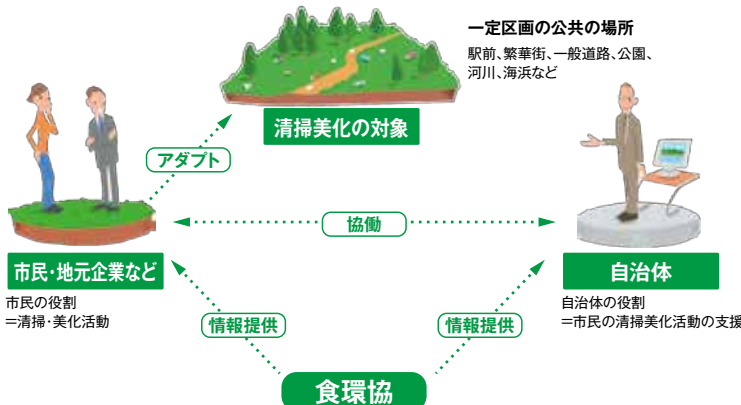 一定区画の公共の場所
駅前、繁華街、一般道路、公園、
河川、海浜など
清掃美化の対象
アダプト
協働
市民・地元企業など
市民の役割
＝清掃・美化活動
自治体
自治体の役割
＝市民の清掃美化活動の支援
情報提供
情報提供
食環協